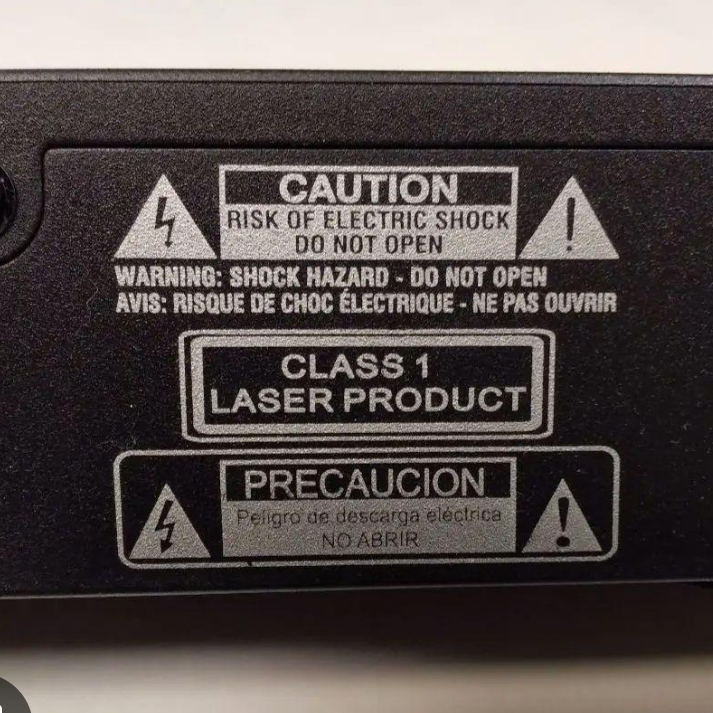 CAUTION
RISK OF ELECTRIC SHOCK
DO NOT OPEN
WARNING: SHOCK HAZARD - DO NOT OPEN
AVIS: RISQUE DE CHOC ÉLECTRIQUE - NE PAS OUVRIR
CLASS 1
LASER PRODUCT
PRECAUCION
Peligro de descarga eléctrica
NO ABRIR